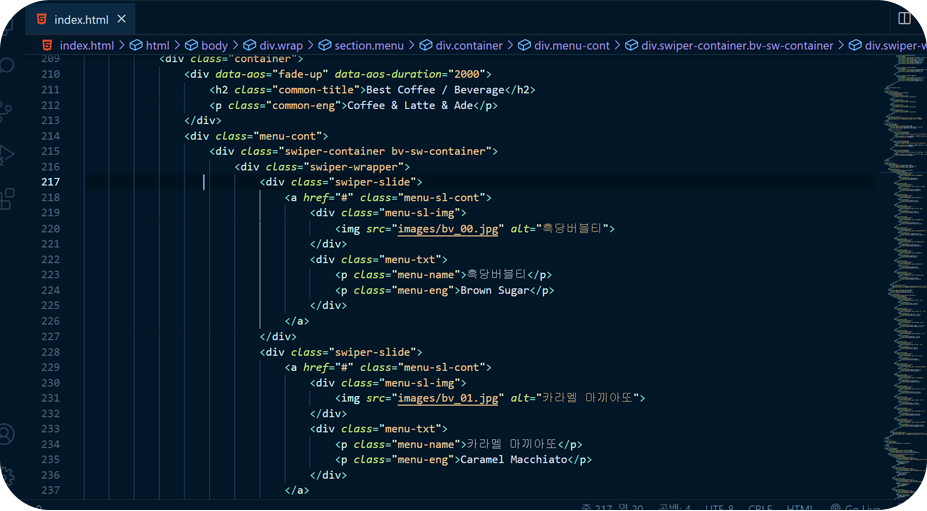 index.html
index.html > html > body > div.wrap > section.menu > div.container > div.menu-cont > div.swiper-container.bv-sw-container > div.swiper-w
209 <div class="container">
210 <div data-aos="fade-up" data-aos-duration="2000">
211 <h2 class="common-title">Best Coffee / Beverage</h2>
212 <p class="common-eng">Coffee & Latte & Ade</p>
213 </div>
214 <div class="menu-cont">
215 <div class="swiper-container bv-sw-container">
216 <div class="swiper-wrapper">
217 <div class="swiper-slide">
218 <a href="#" class="menu-sl-cont">
219 <div class="menu-sl-img">
220 <img src="images/bv_00.jpg" alt="흑당버블티">
221 </div>
222 <div class="menu-txt">
223 <p class="menu-name">흑당버블티</p>
224 <p class="menu-eng">Brown Sugar</p>
225 </div>
226 </a>
227 </div>
228 <div class="swiper-slide">
229 <a href="#" class="menu-sl-cont">
230 <div class="menu-sl-img">
231 <img src="images/bv_01.jpg" alt="카라멜 마끼아또">
232 </div>
233 <div class="menu-txt">
234 <p class="menu-name">카라멜 마끼아또</p>
235 <p class="menu-eng">Caramel Macchiato</p>
236 </div>
237 </a>
줄 217, 열 20 공백: 4 UTF-8 CRLF HTML Go Live